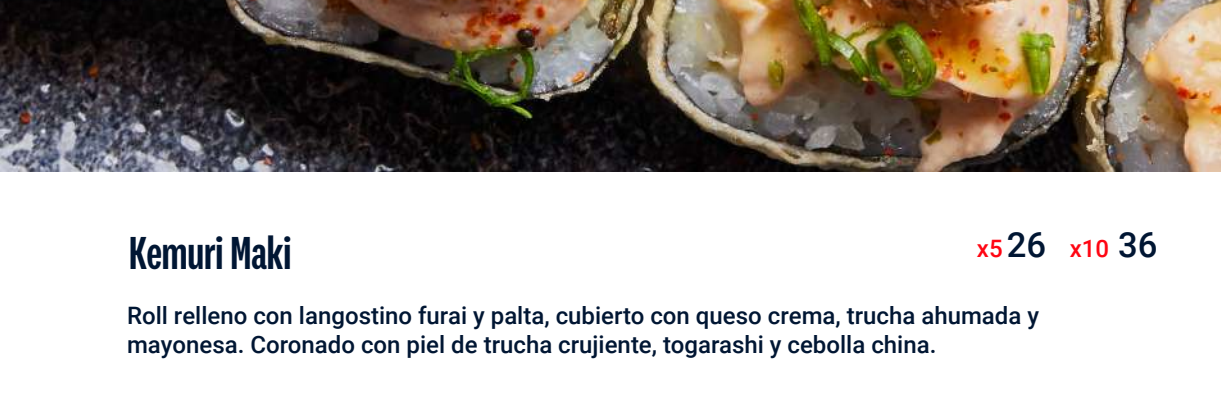 Kemuri Maki
x5 26 x10 36
Roll relleno con langostino furai y palta, cubierto con queso crema, trucha ahumada y
mayonesa. Coronado con piel de trucha crujiente, togarashi y cebolla china.